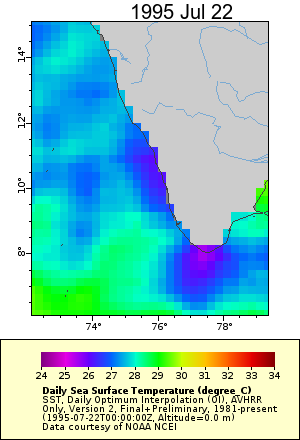 1995 Jul 22
14°
12°
10°
8°
74°
76°
78°
24 25 26 27 28 29 30 31 32 33 34
Daily Sea Surface Temperature (degree_C)
SST, Daily Optimum Interpolation (OI), AVHRR
Only, Version 2, Final+Preliminary, 1981-present
(1995-07-22T00:00:00Z, Altitude=0.0 m)
Data courtesy of NOAA NCEI